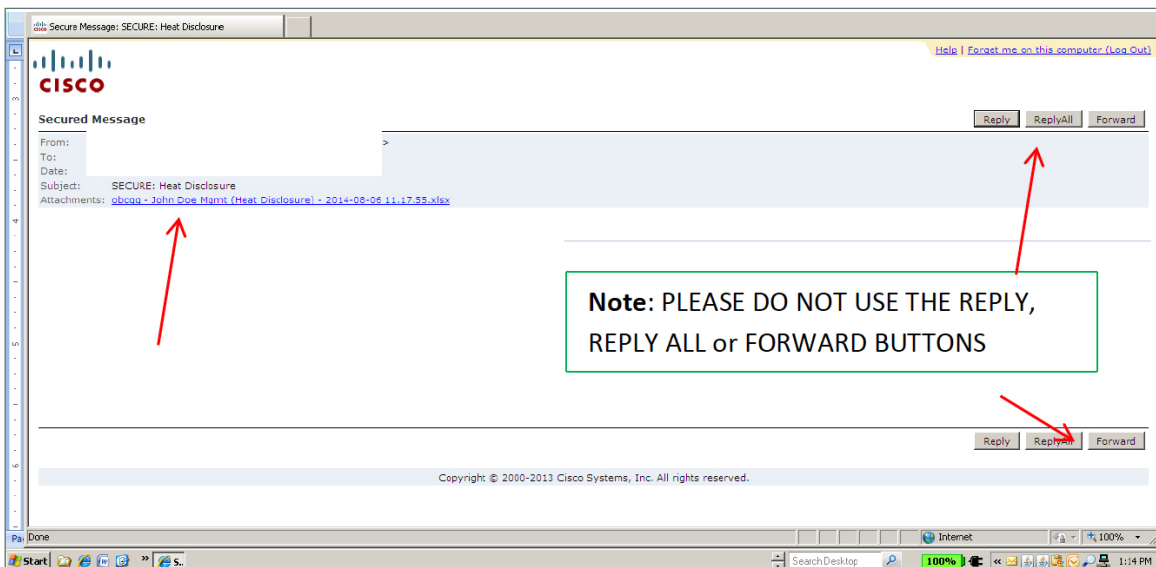 Secure Message: SECURE: Heat Disclosure
Help | Forget me on this computer (Log Out)
CISCO
Secured Message
Reply ReplyAll Forward
From: >
To:
Date:
Subject: SECURE: Heat Disclosure
Attachments: obcgg - John Doe Mgmt (Heat Disclosure) - 2014-08-06 11.17.55.xlsx
Note: PLEASE DO NOT USE THE REPLY,
REPLY ALL or FORWARD BUTTONS
Reply Forward
Copyright © 2000-2013 Cisco Systems, Inc. All rights reserved.
Done Internet 100%
Start S.. Search Desktop 100% 1:14 PM